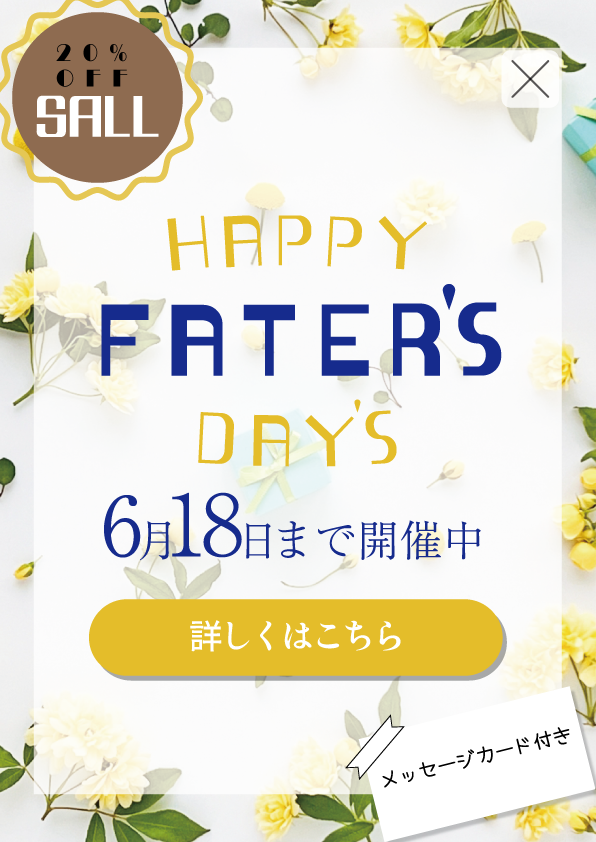 20%
OFF
SALL
HAPPY
FATER'S
DAY'S
6月18日まで開催中
詳しくはこちら
メッセージカード付き